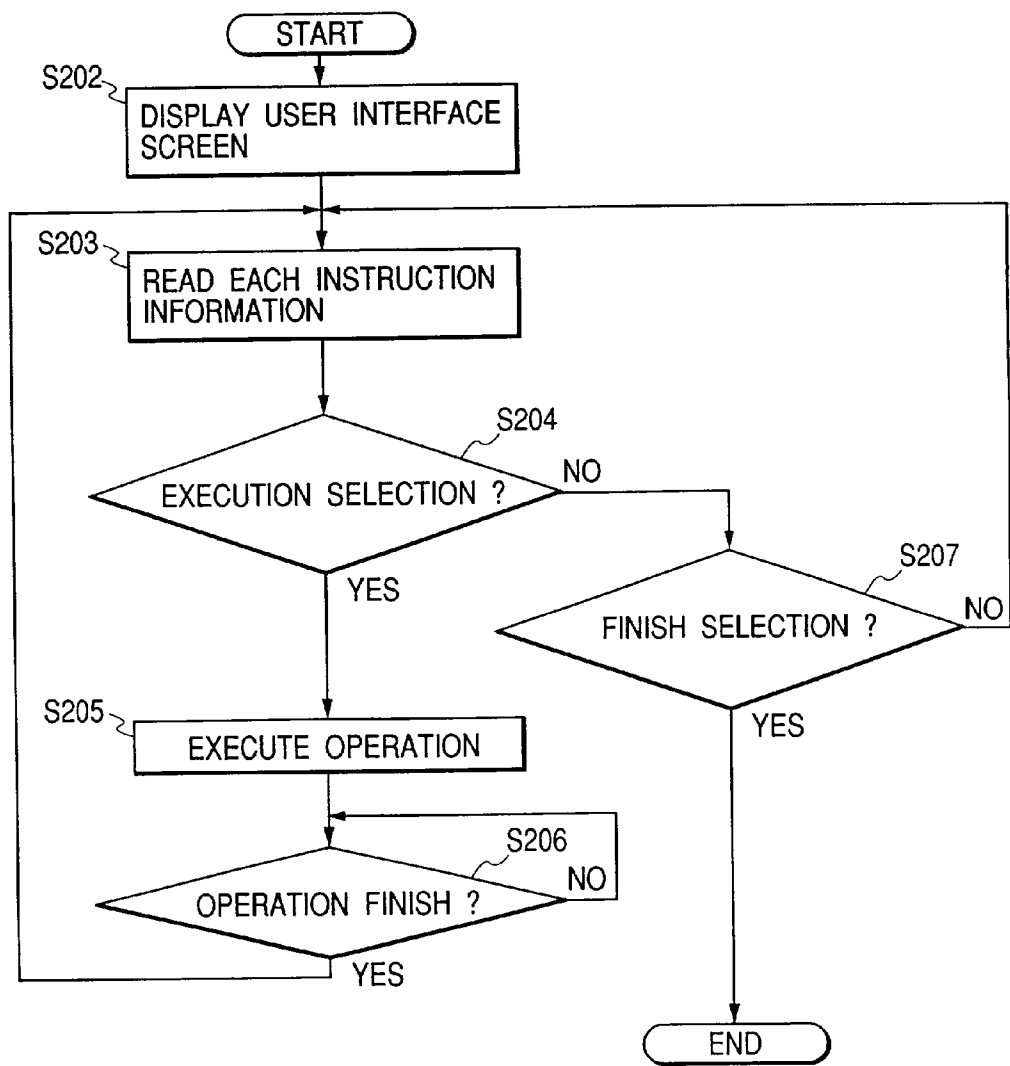 START
S202
DISPLAY USER INTERFACE
SCREEN
S203
READ EACH INSTRUCTION
INFORMATION
S204
EXECUTION SELECTION ?
NO
YES
S207
FINISH SELECTION ?
NO
YES
S205
EXECUTE OPERATION
S206
OPERATION FINISH ?
NO
YES
END